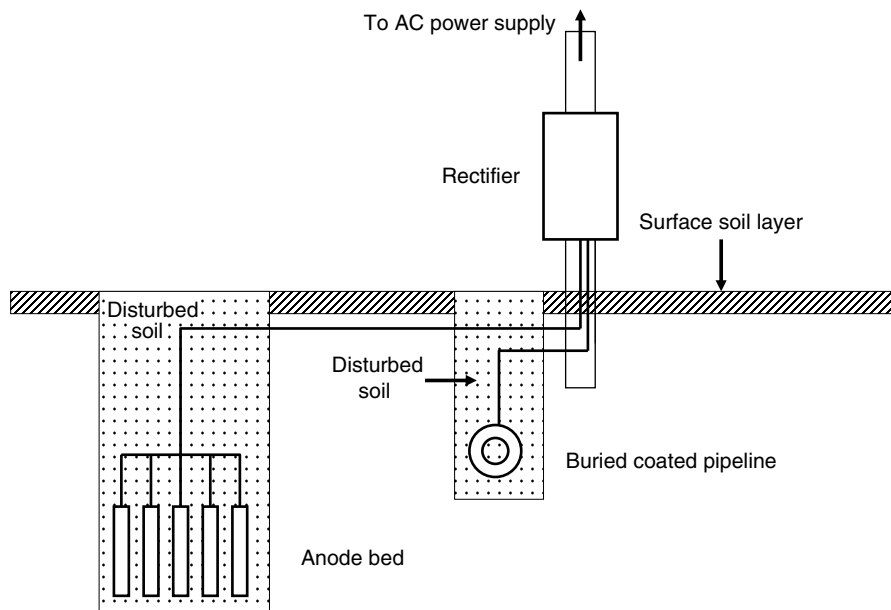 To AC power supply
Rectifier
Surface soil layer
Disturbed
soil
Disturbed
soil
Buried coated pipeline
Anode bed